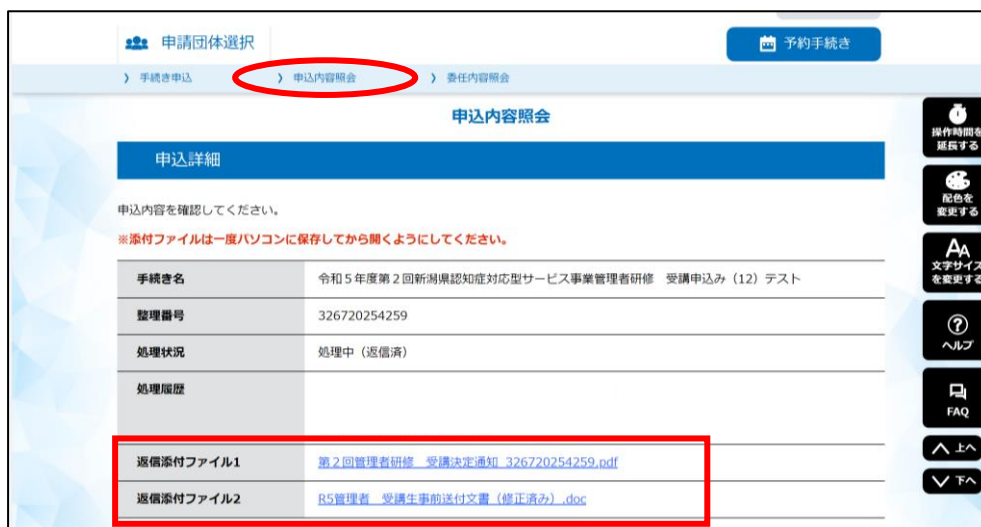 申請団体選択
予約手続き
》 手続き申込 》 申込内容照会 》 委任内容照会
申込内容照会
申込詳細
申込内容を確認してください。
※添付ファイルは一度パソコンに保存してから開くようにしてください。
手続き名 令和5年度第2回新潟県認知症対応型サービス事業管理者研修 受講申込み（12）テスト
整理番号 326720254259
処理状況 処理中（返信済）
処理履歴
返信添付ファイル1 第2回管理者研修 受講決定通知_326720254259.pdf
返信添付ファイル2 R5管理者 受講生事前送付文書（修正済み）.doc
操作時間を
延長する
配色を
変更する
AA
文字サイズ
を変更する
?
ヘルプ
FAQ
上へ
下へ